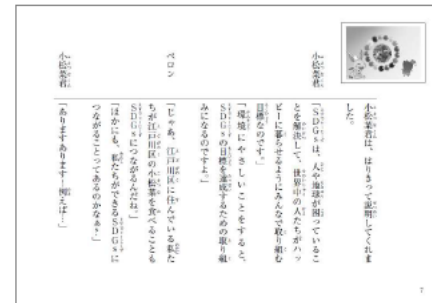 小松菜君は、はりきって説明してくれま
した。
小松菜君
「SDGsは、人や地球が困っているこ
とを解決して、世界中の人たちがハッ
ピーに暮らせるようにみんなで取り組む
目標なのです。」
「環境にやさしいことをすると、
SDGsの目標を達成するための取り組
みになるのですよ。」
ペロン
「じゃあ、江戸川区に住んでいる私た
ちが江戸川区の小松菜を食べることも
SDGsにつながるんだね。」
「ほかにも、私たちができるSDGsに
つながることってあるのかなぁ？」
小松菜君
「ありますあります！例えば…」
7